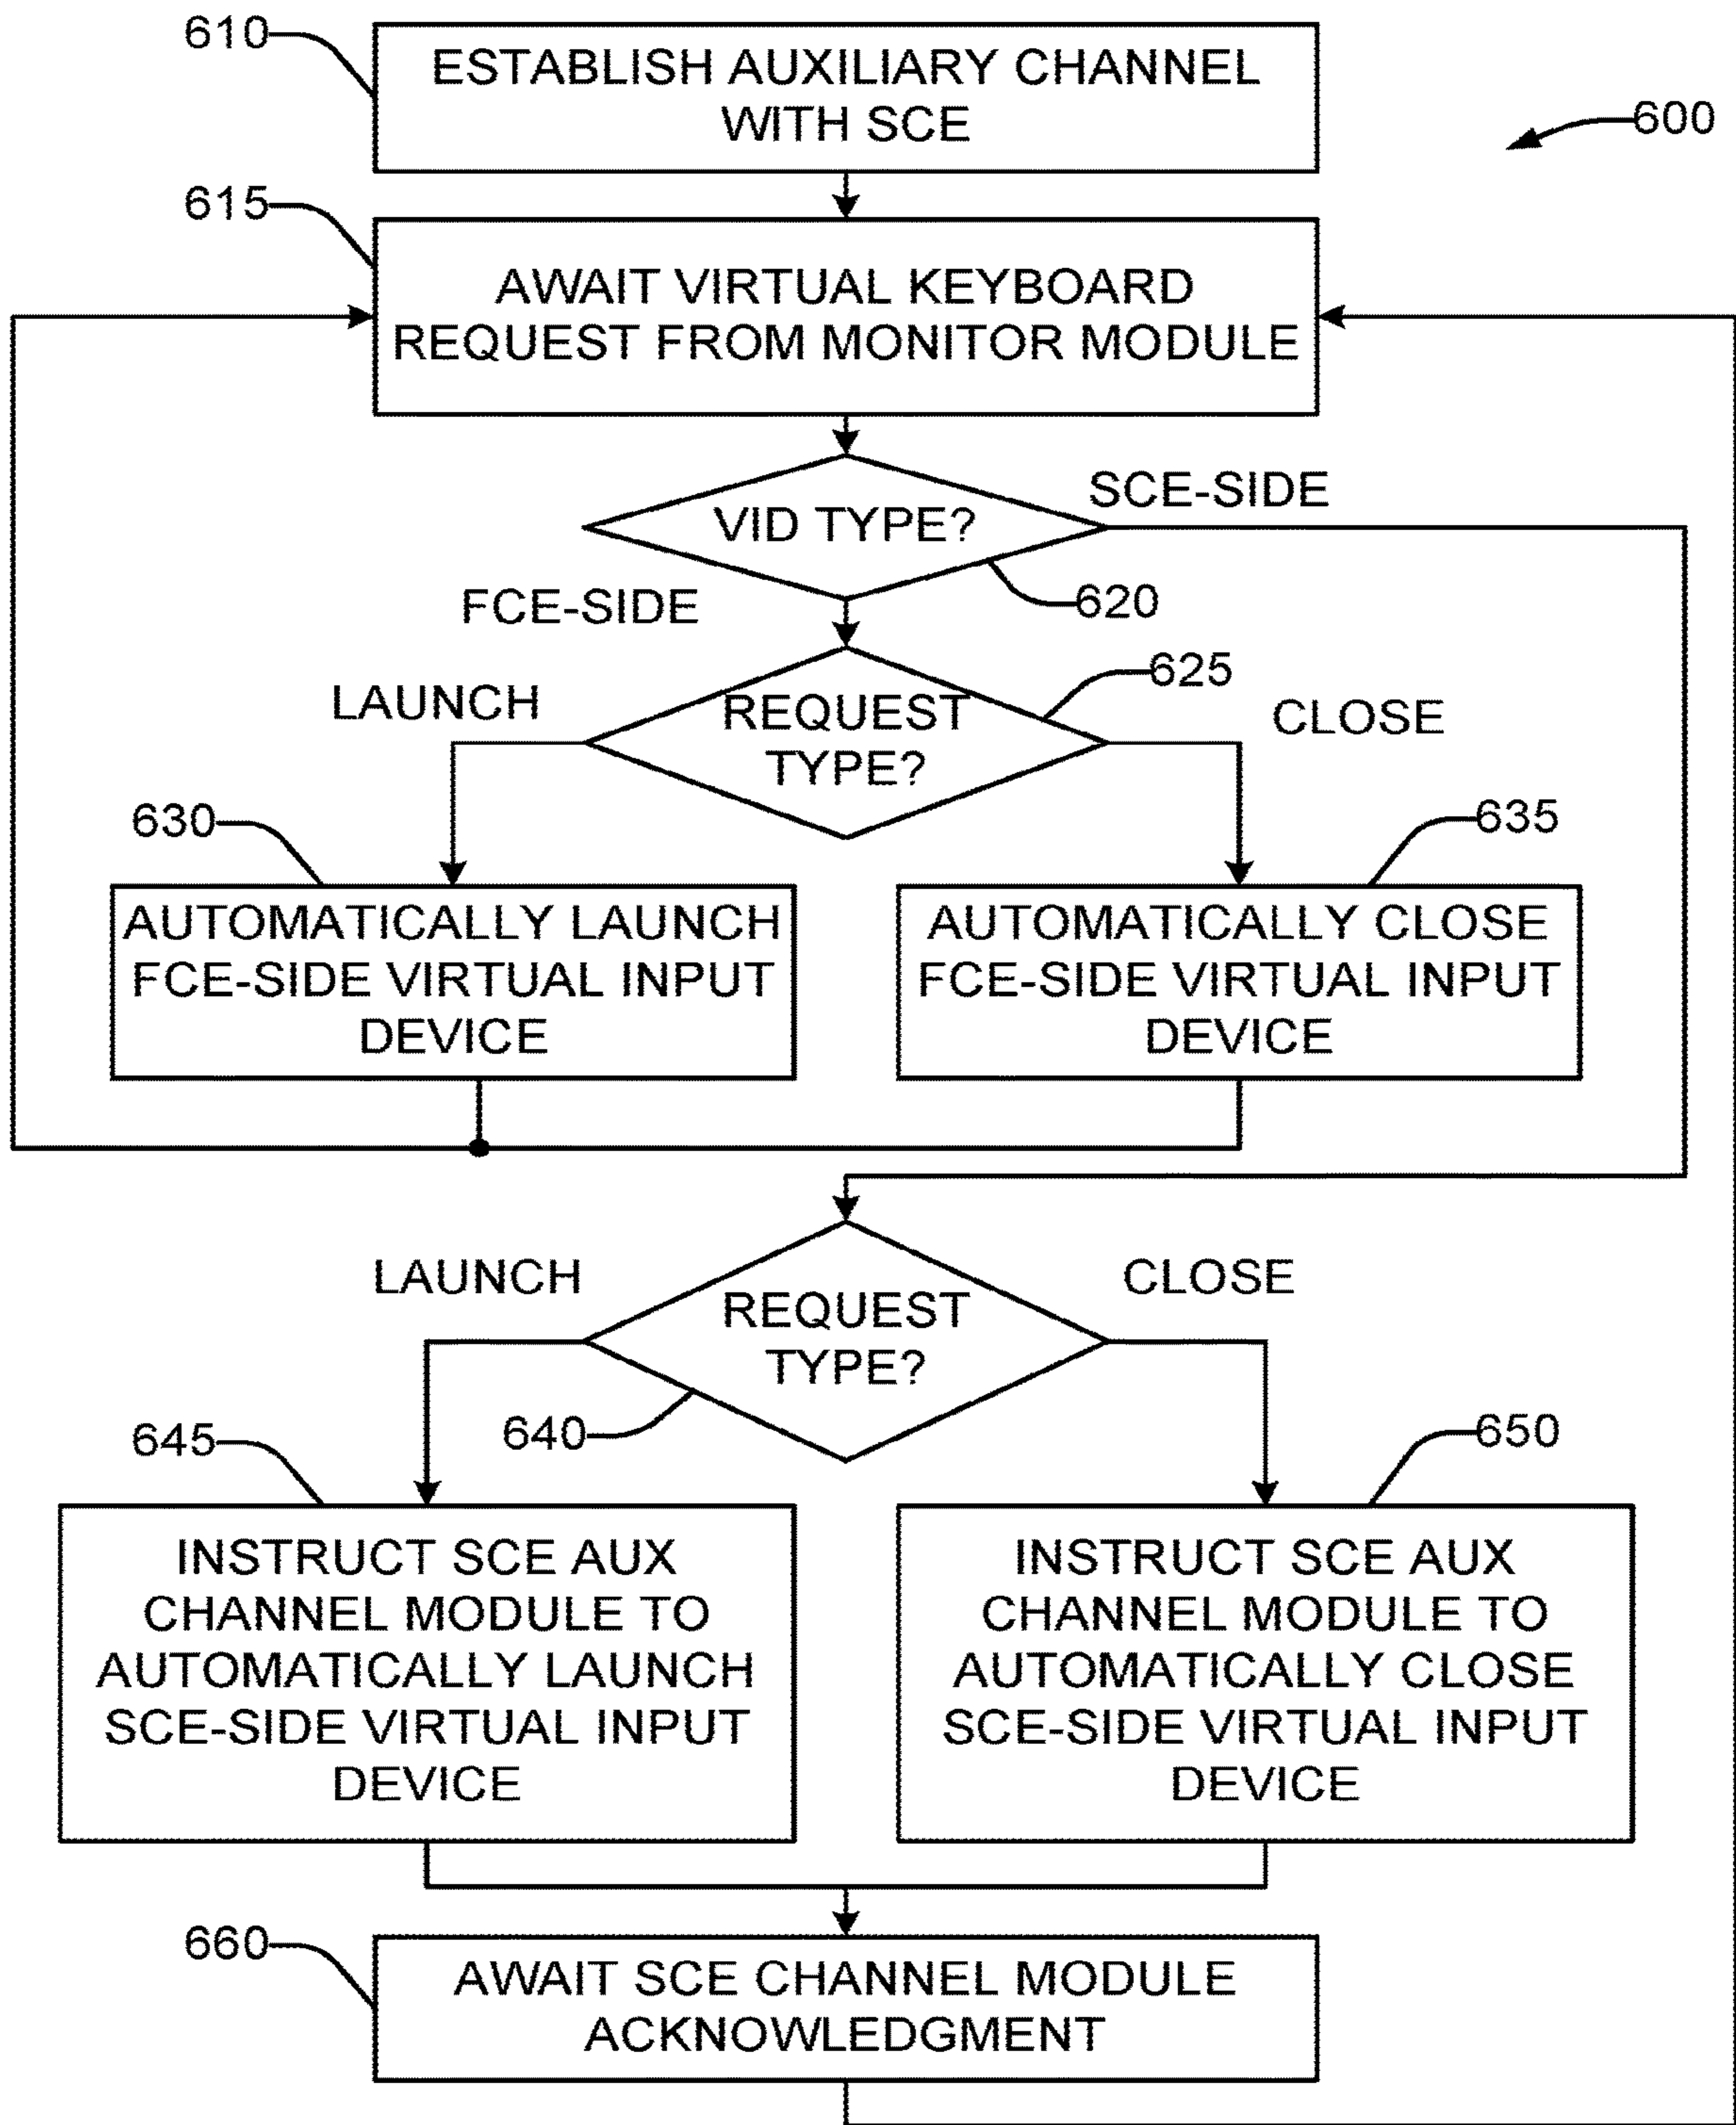 610
ESTABLISH AUXILIARY CHANNEL
WITH SCE
600
615
AWAIT VIRTUAL KEYBOARD
REQUEST FROM MONITOR MODULE
SCE-SIDE
VID TYPE?
620
FCE-SIDE
625
LAUNCH
REQUEST
TYPE?
CLOSE
630
635
AUTOMATICALLY LAUNCH
FCE-SIDE VIRTUAL INPUT
DEVICE
AUTOMATICALLY CLOSE
FCE-SIDE VIRTUAL INPUT
DEVICE
LAUNCH
REQUEST
TYPE?
CLOSE
640
645
650
INSTRUCT SCE AUX
CHANNEL MODULE TO
AUTOMATICALLY LAUNCH
SCE-SIDE VIRTUAL INPUT
DEVICE
INSTRUCT SCE AUX
CHANNEL MODULE TO
AUTOMATICALLY CLOSE
SCE-SIDE VIRTUAL INPUT
DEVICE
660
AWAIT SCE CHANNEL MODULE
ACKNOWLEDGMENT